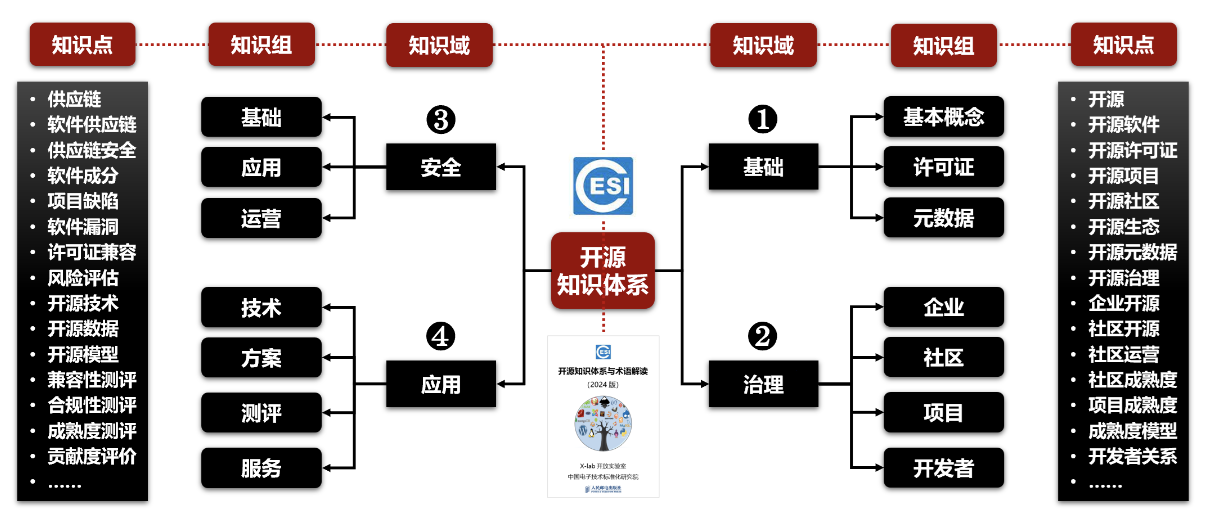 知识点
知识组
知识域
知识域
知识组
知识点
• 供应链
• 软件供应链
• 供应链安全
• 软件成分
• 项目缺陷
• 软件漏洞
• 许可证兼容
• 风险评估
• 开源技术
• 开源数据
• 开源模型
• 兼容性测评
• 合规性测评
• 成熟度测评
• 贡献度评价
• ......
基础
应用
运营
❸
安全
技术
方案
测评
服务
❹
应用
CESI
开源
知识体系
CESI
开源知识体系与术语解读
(2024 版)
X-lab 开放实验室
中国电子技术标准化研究院
人民邮电出版社
❶
基础
基本概念
许可证
元数据
❷
治理
企业
社区
项目
开发者
• 开源
• 开源软件
• 开源许可证
• 开源项目
• 开源社区
• 开源生态
• 开源元数据
• 开源治理
• 企业开源
• 社区开源
• 社区运营
• 社区成熟度
• 项目成熟度
• 成熟度模型
• 开发者关系
• ......